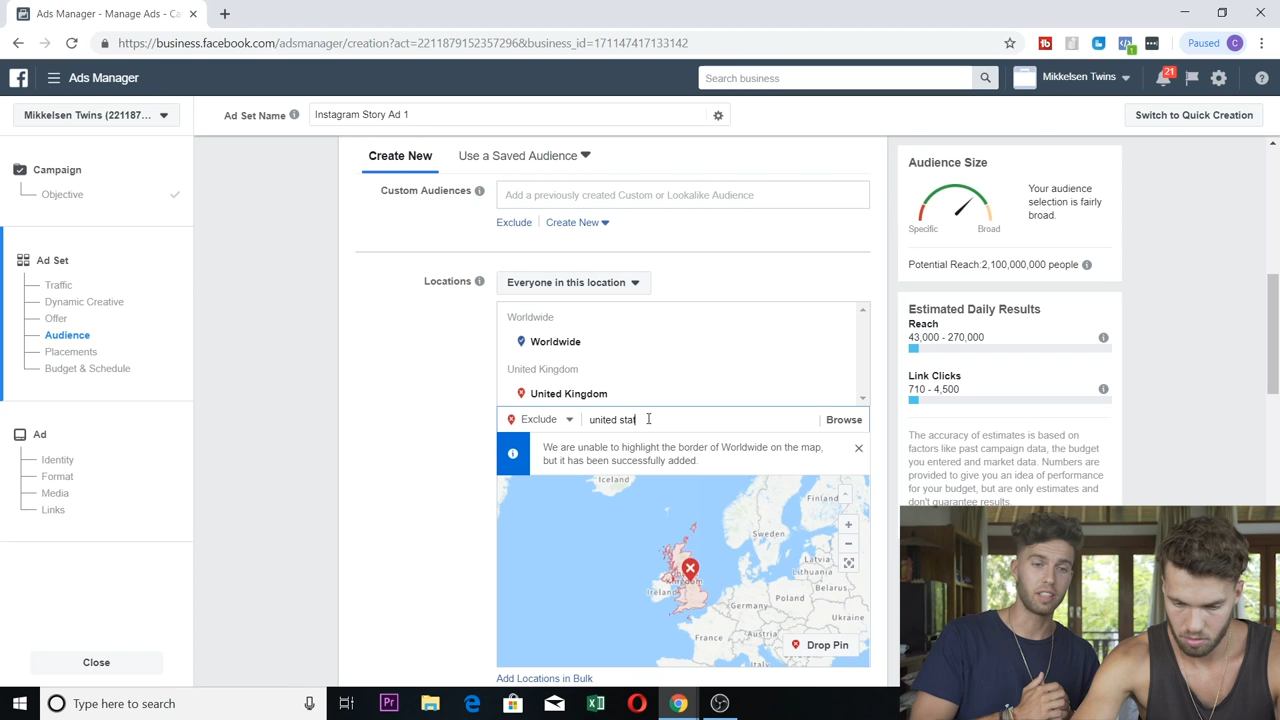 Ads Manager - Manage Ads - Ca
https://business.facebook.com/adsmanager/creation?act=2211879152357296&business_id=171147417133142
Paused
C
Ads Manager
Search business
Mikkelsen Twins
21
Mikkelsen Twins (221187...
Ad Set Name
Instagram Story Ad 1
Switch to Quick Creation
Campaign
Objective
Ad Set
Traffic
Dynamic Creative
Offer
Audience
Placements
Budget & Schedule
Ad
Identity
Format
Media
Links
Close
Create New
Use a Saved Audience
Custom Audiences
Add a previously created Custom or Lookalike Audience
Exclude
Create New
Locations
Everyone in this location
Worldwide
Worldwide
United Kingdom
United Kingdom
Exclude
united stat
Browse
We are unable to highlight the border of Worldwide on the map,
but it has been successfully added.
Iceland
Finland
Sweden
Latvia
Lithuania
Kingdom
Ireland
Belarus
Poland
Germany
Ukraine
France
Austria
Drop Pin
Add Locations in Bulk
Audience Size
Your audience
selection is fairly
broad.
Specific
Broad
Potential Reach:2,100,000,000 people
Estimated Daily Results
Reach
43,000 - 270,000
Link Clicks
710 - 4,500
The accuracy of estimates is based on
factors like past campaign data, the budget
you entered and market data. Numbers are
provided to give you an idea of performance
for your budget, but are only estimates and
don't guarantee results.
Type here to search
Pr